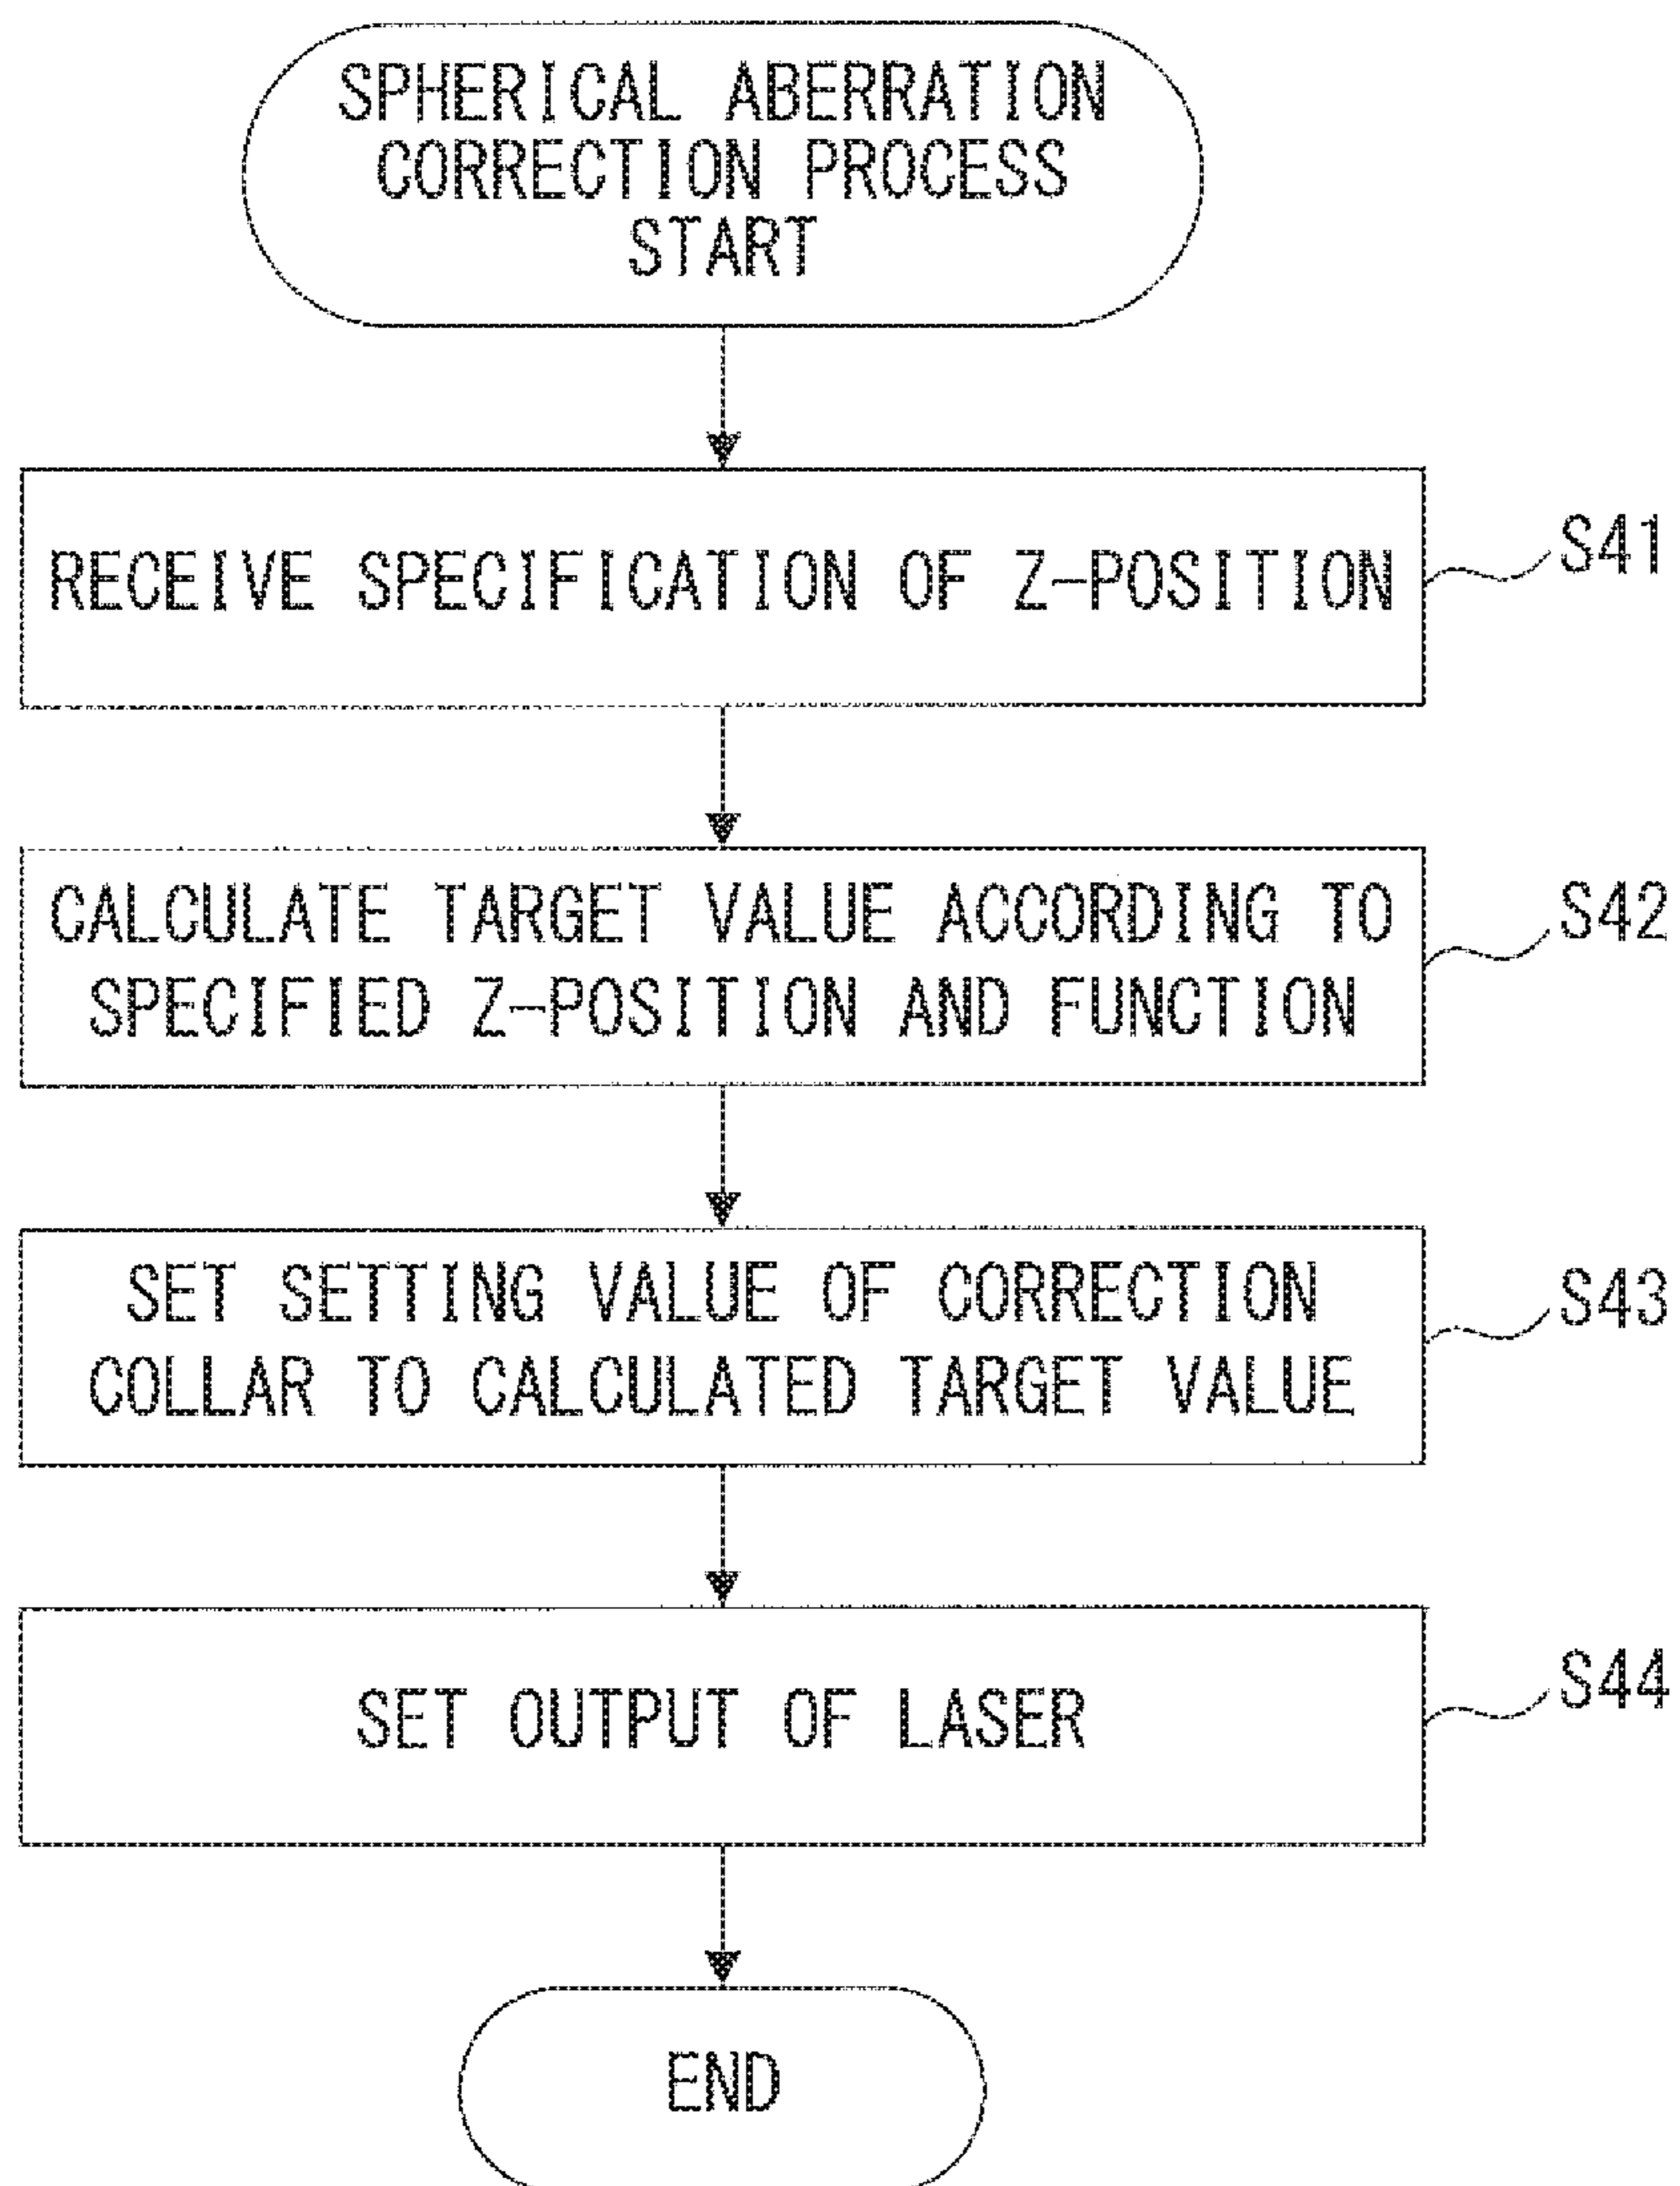 SPHERICAL ABERRATION
CORRECTION PROCESS
START
RECEIVE SPECIFICATION OF Z-POSITION
S41
CALCULATE TARGET VALUE ACCORDING TO
SPECIFIED Z-POSITION AND FUNCTION
S42
SET SETTING VALUE OF CORRECTION
COLLAR TO CALCULATED TARGET VALUE
S43
SET OUTPUT OF LASER
S44
END